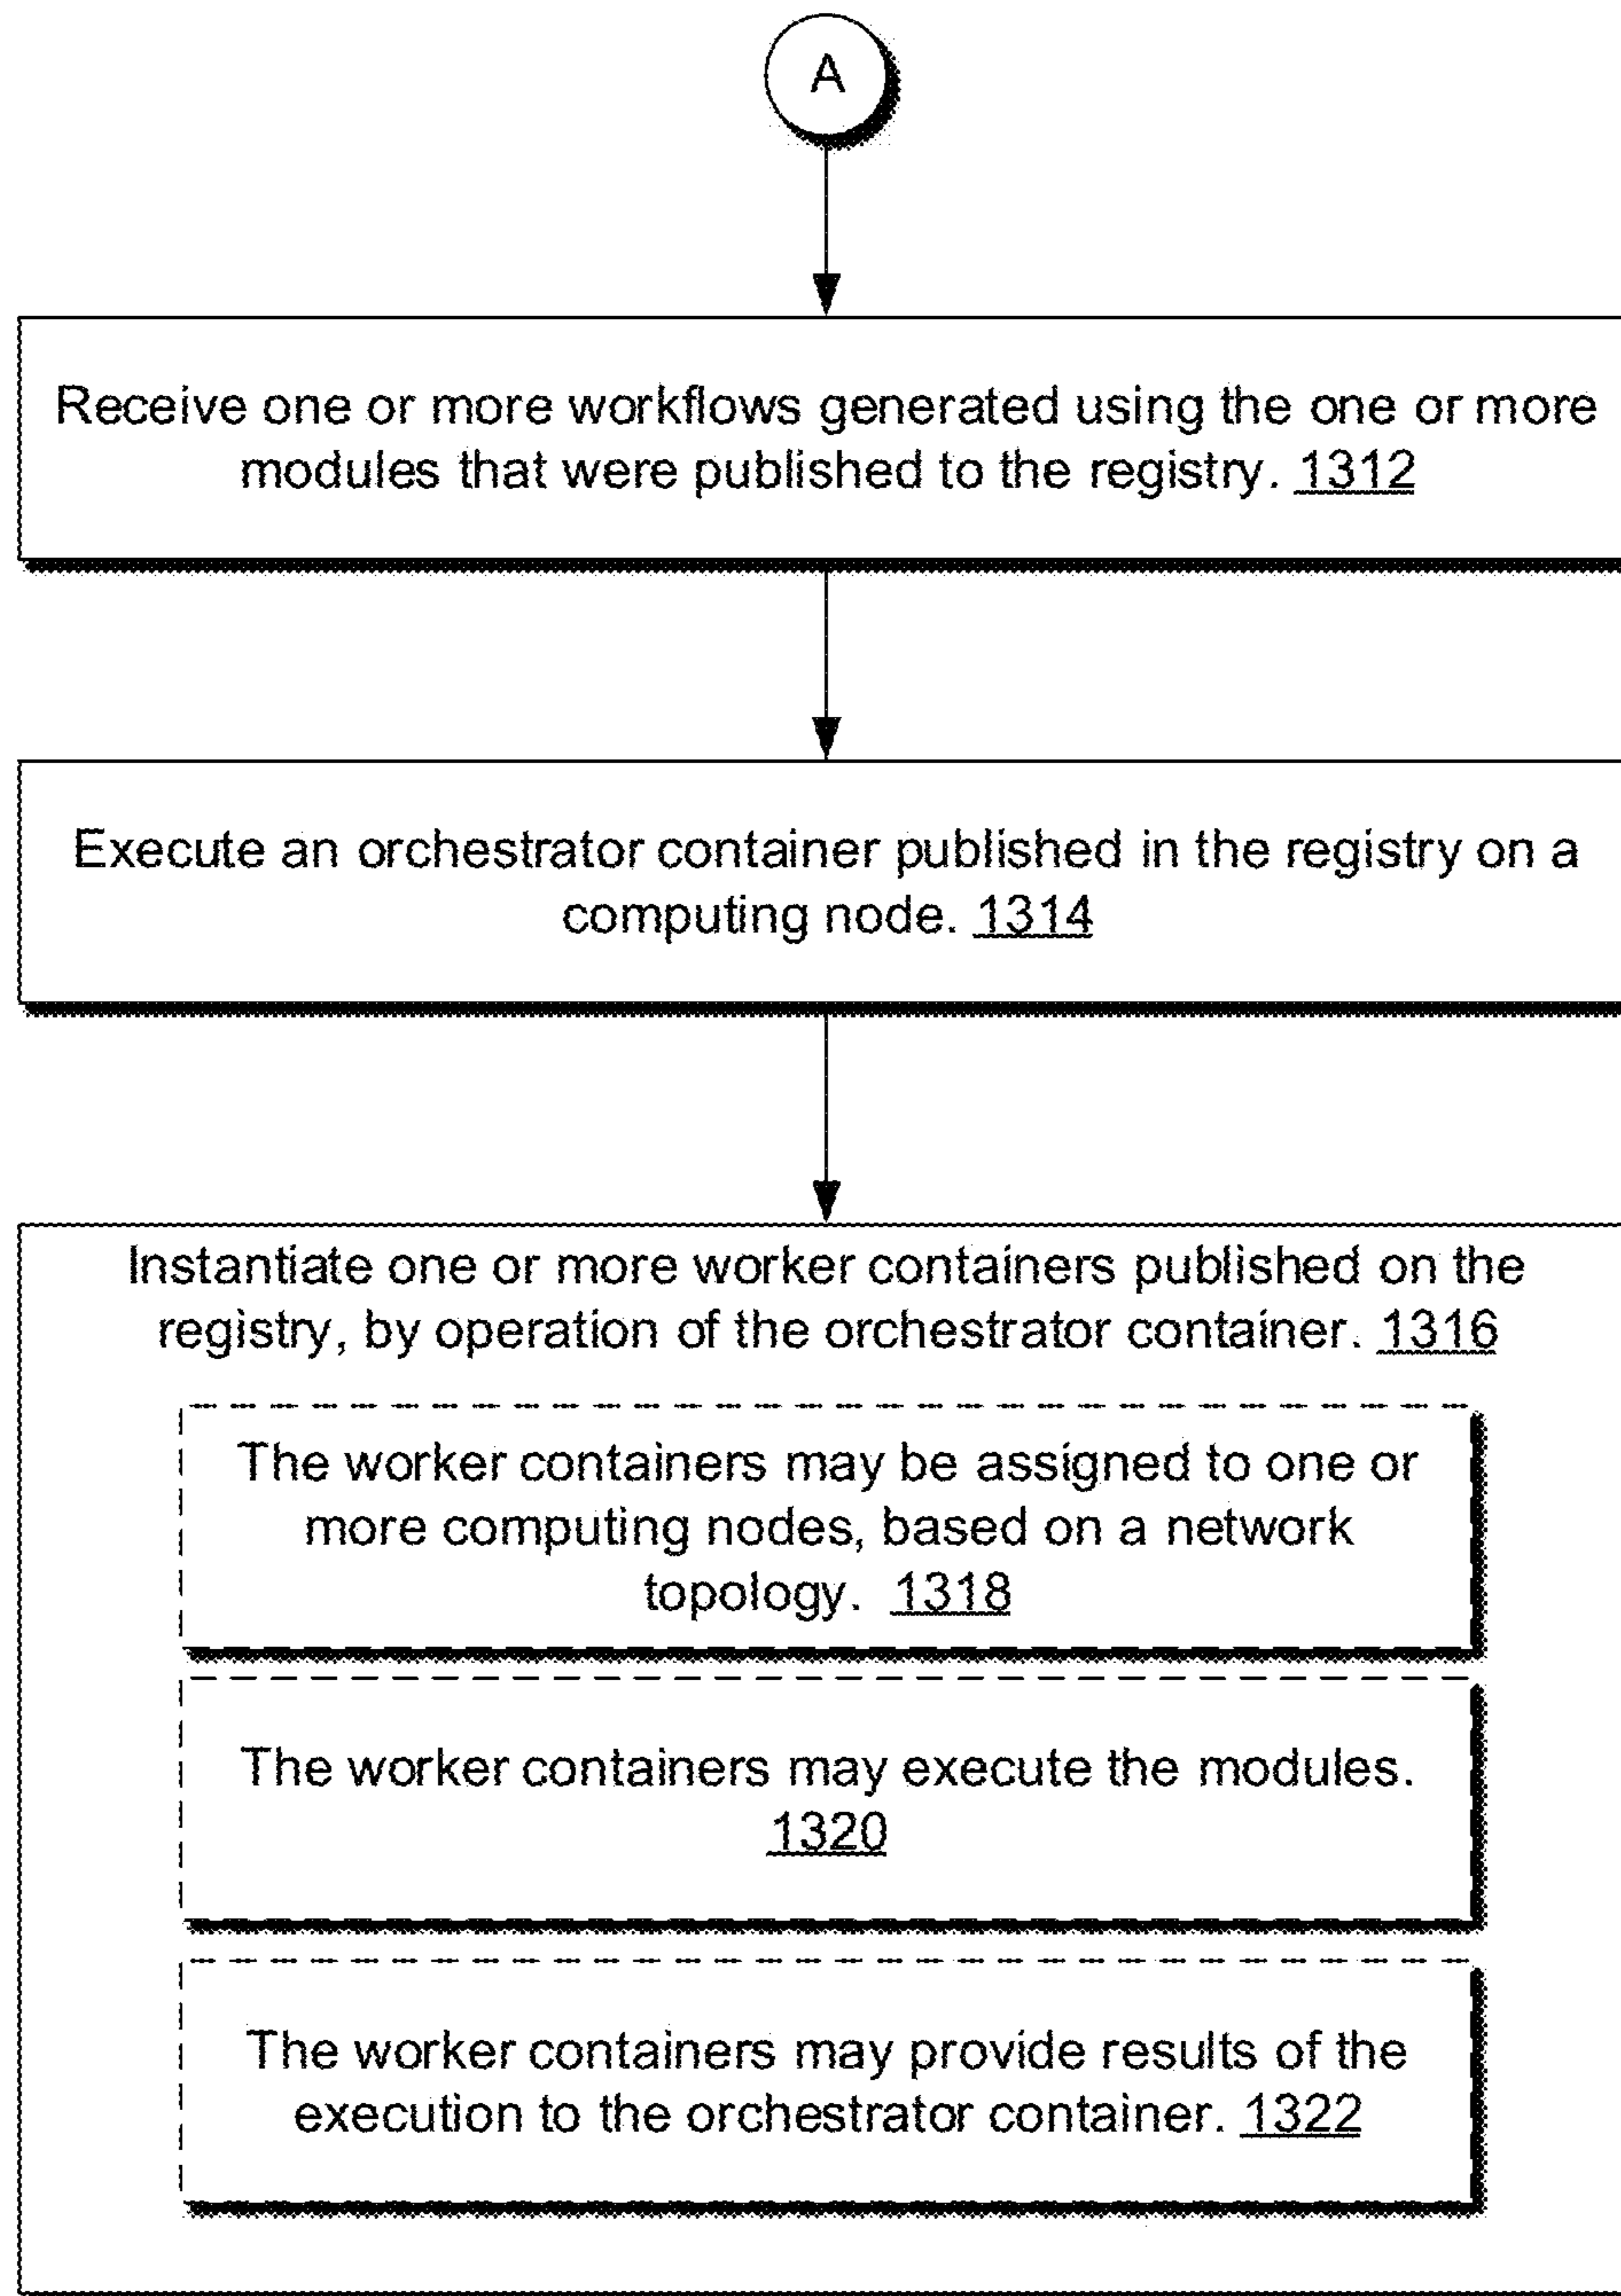 A
Receive one or more workflows generated using the one or more
modules that were published to the registry. 1312
Execute an orchestrator container published in the registry on a
computing node. 1314
Instantiate one or more worker containers published on the
registry, by operation of the orchestrator container. 1316
The worker containers may be assigned to one or
more computing nodes, based on a network
topology. 1318
The worker containers may execute the modules.
1320
The worker containers may provide results of the
execution to the orchestrator container. 1322